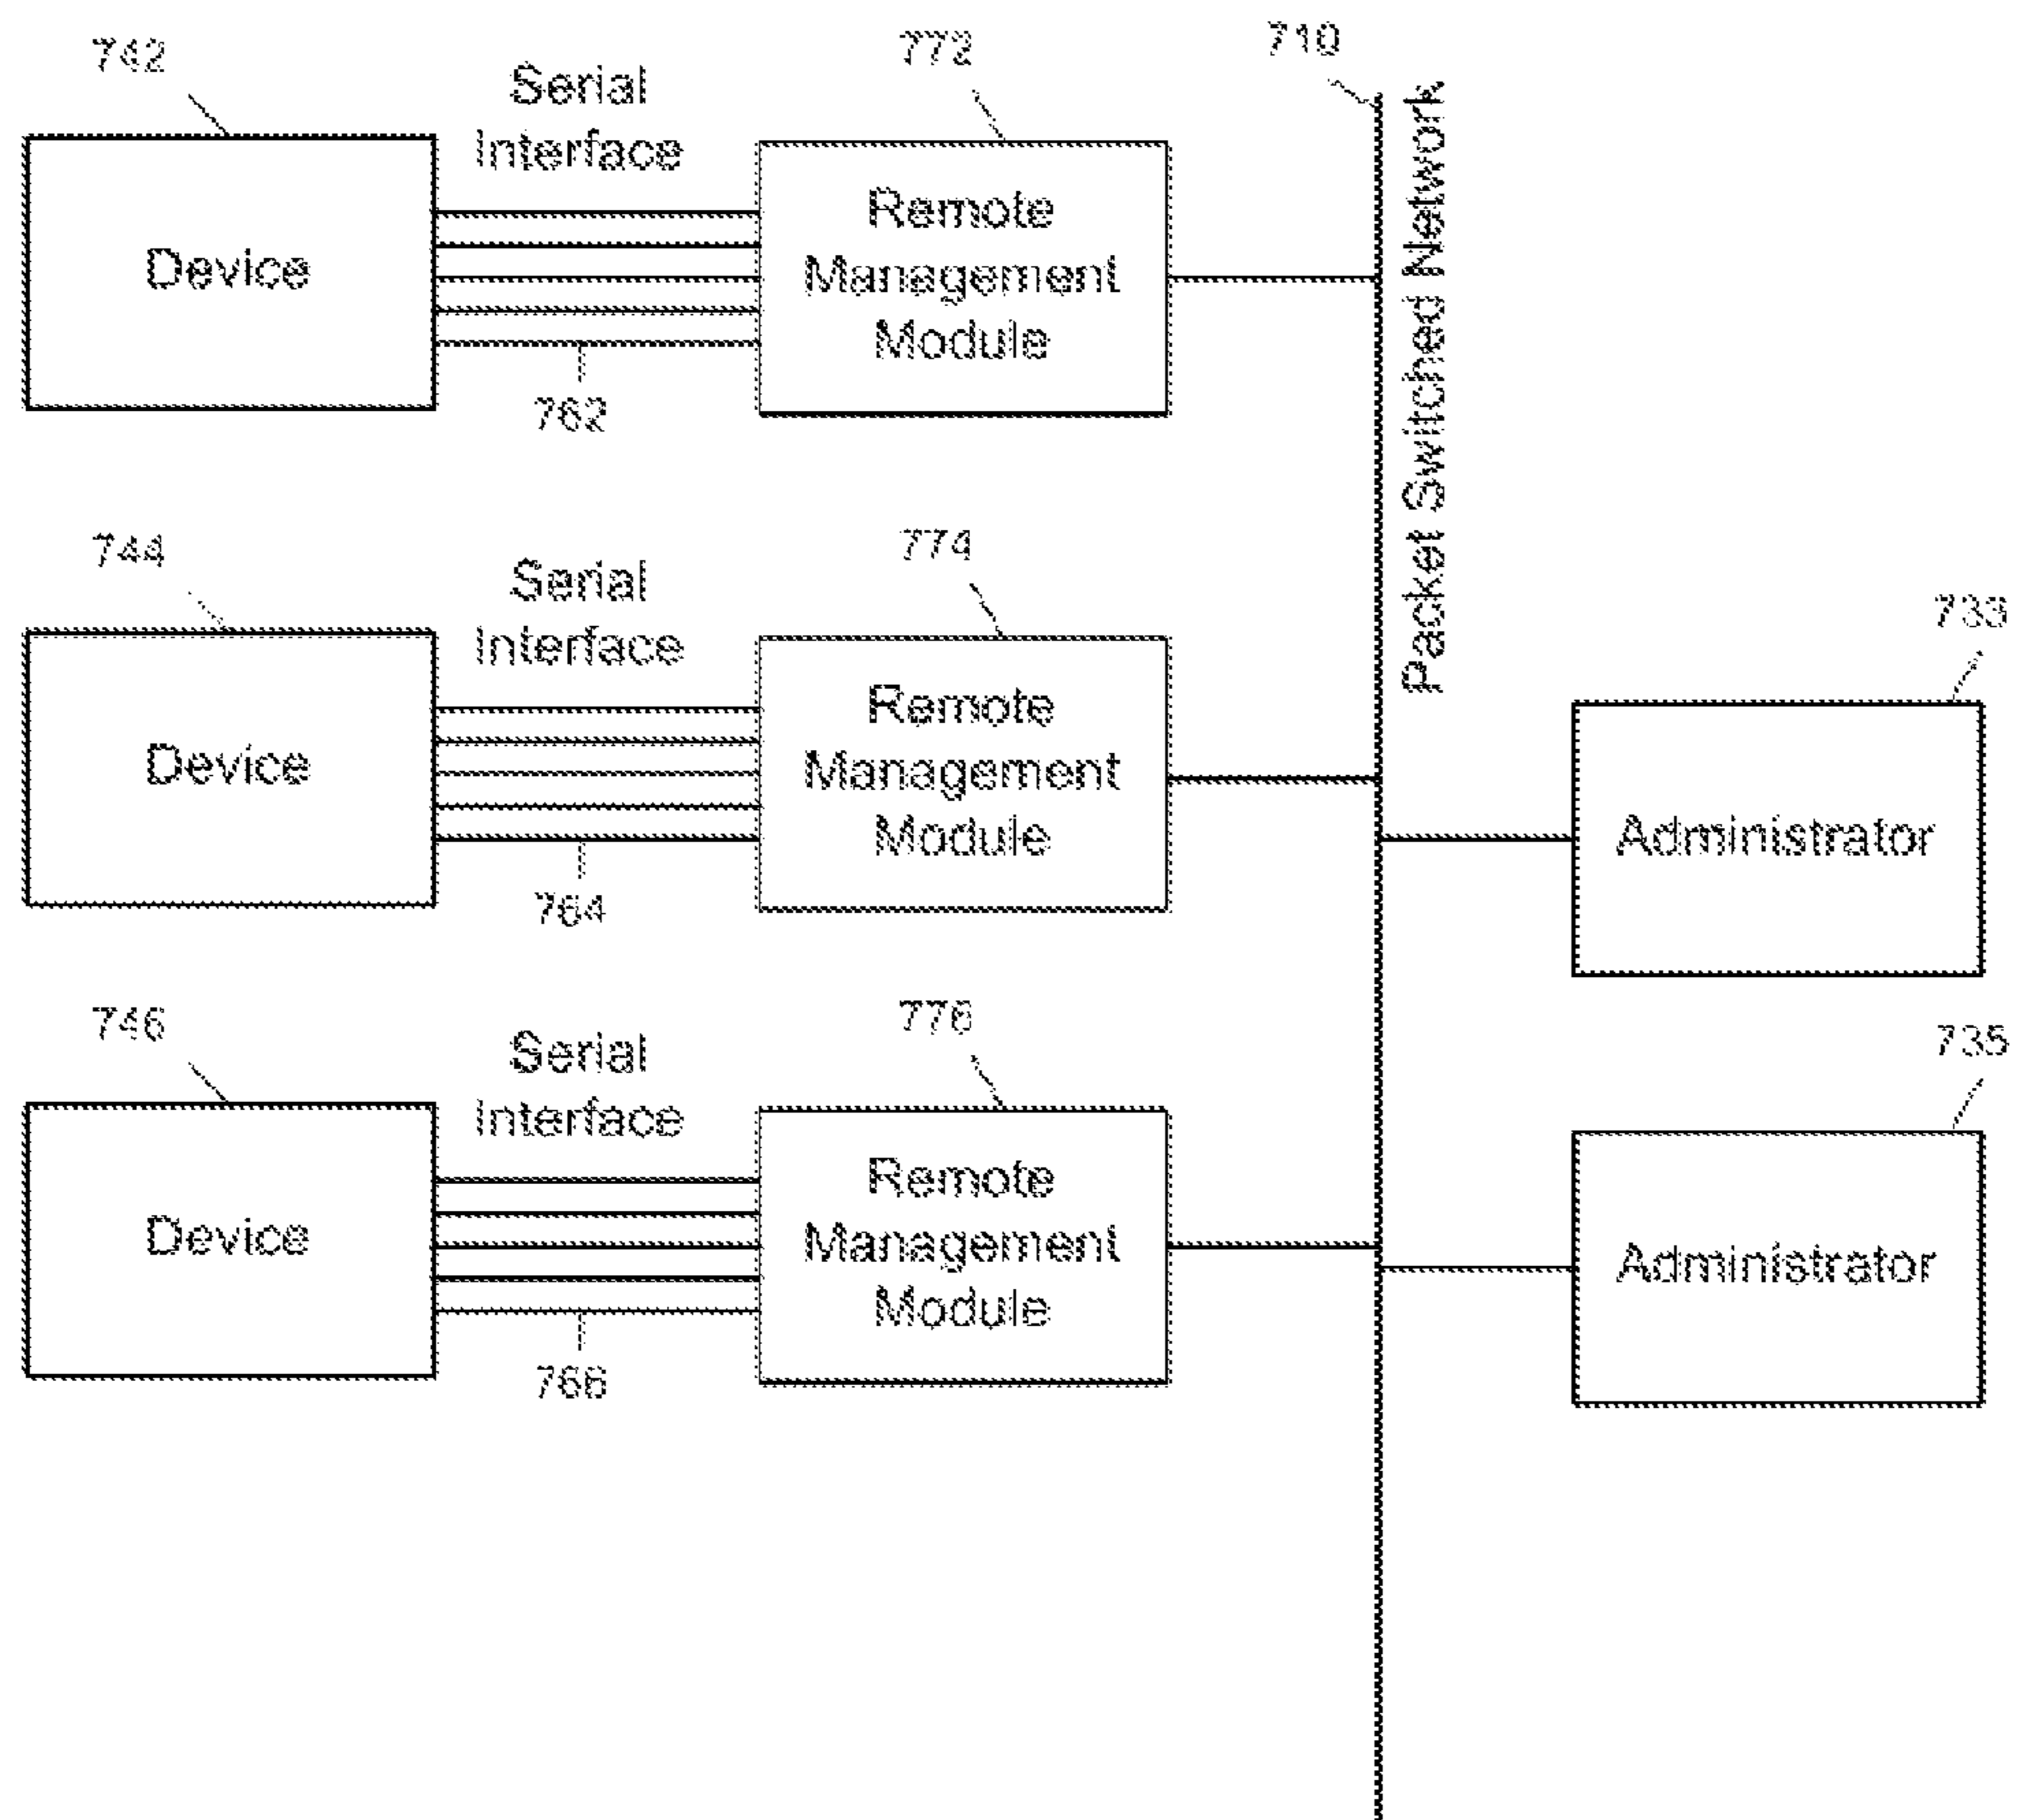 742
Serial
Interface
772
710
Device
Remote
Management
Module
762
Packet Switched Network
744
Serial
Interface
774
733
Device
Remote
Management
Module
764
Administrator
746
Serial
Interface
776
735
Device
Remote
Management
Module
766
Administrator